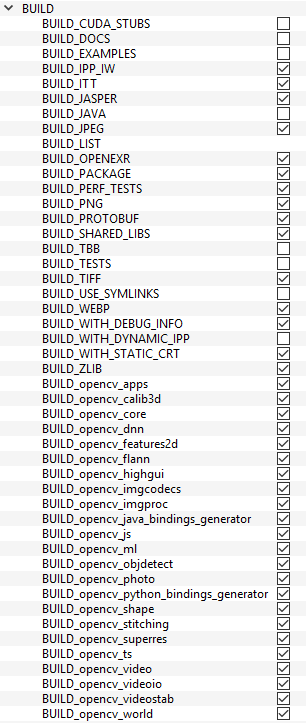 BUILD
BUILD_CUDA_STUBS
BUILD_DOCS
BUILD_EXAMPLES
BUILD_IPP_IW
BUILD_ITT
BUILD_JASPER
BUILD_JAVA
BUILD_JPEG
BUILD_LIST
BUILD_OPENEXR
BUILD_PACKAGE
BUILD_PERF_TESTS
BUILD_PNG
BUILD_PROTOBUF
BUILD_SHARED_LIBS
BUILD_TBB
BUILD_TESTS
BUILD_TIFF
BUILD_USE_SYMLINKS
BUILD_WEBP
BUILD_WITH_DEBUG_INFO
BUILD_WITH_DYNAMIC_IPP
BUILD_WITH_STATIC_CRT
BUILD_ZLIB
BUILD_opencv_apps
BUILD_opencv_calib3d
BUILD_opencv_core
BUILD_opencv_dnn
BUILD_opencv_features2d
BUILD_opencv_flann
BUILD_opencv_highgui
BUILD_opencv_imgcodecs
BUILD_opencv_imgproc
BUILD_opencv_java_bindings_generator
BUILD_opencv_js
BUILD_opencv_ml
BUILD_opencv_objdetect
BUILD_opencv_photo
BUILD_opencv_python_bindings_generator
BUILD_opencv_shape
BUILD_opencv_stitching
BUILD_opencv_superres
BUILD_opencv_ts
BUILD_opencv_video
BUILD_opencv_videoio
BUILD_opencv_videostab
BUILD_opencv_world